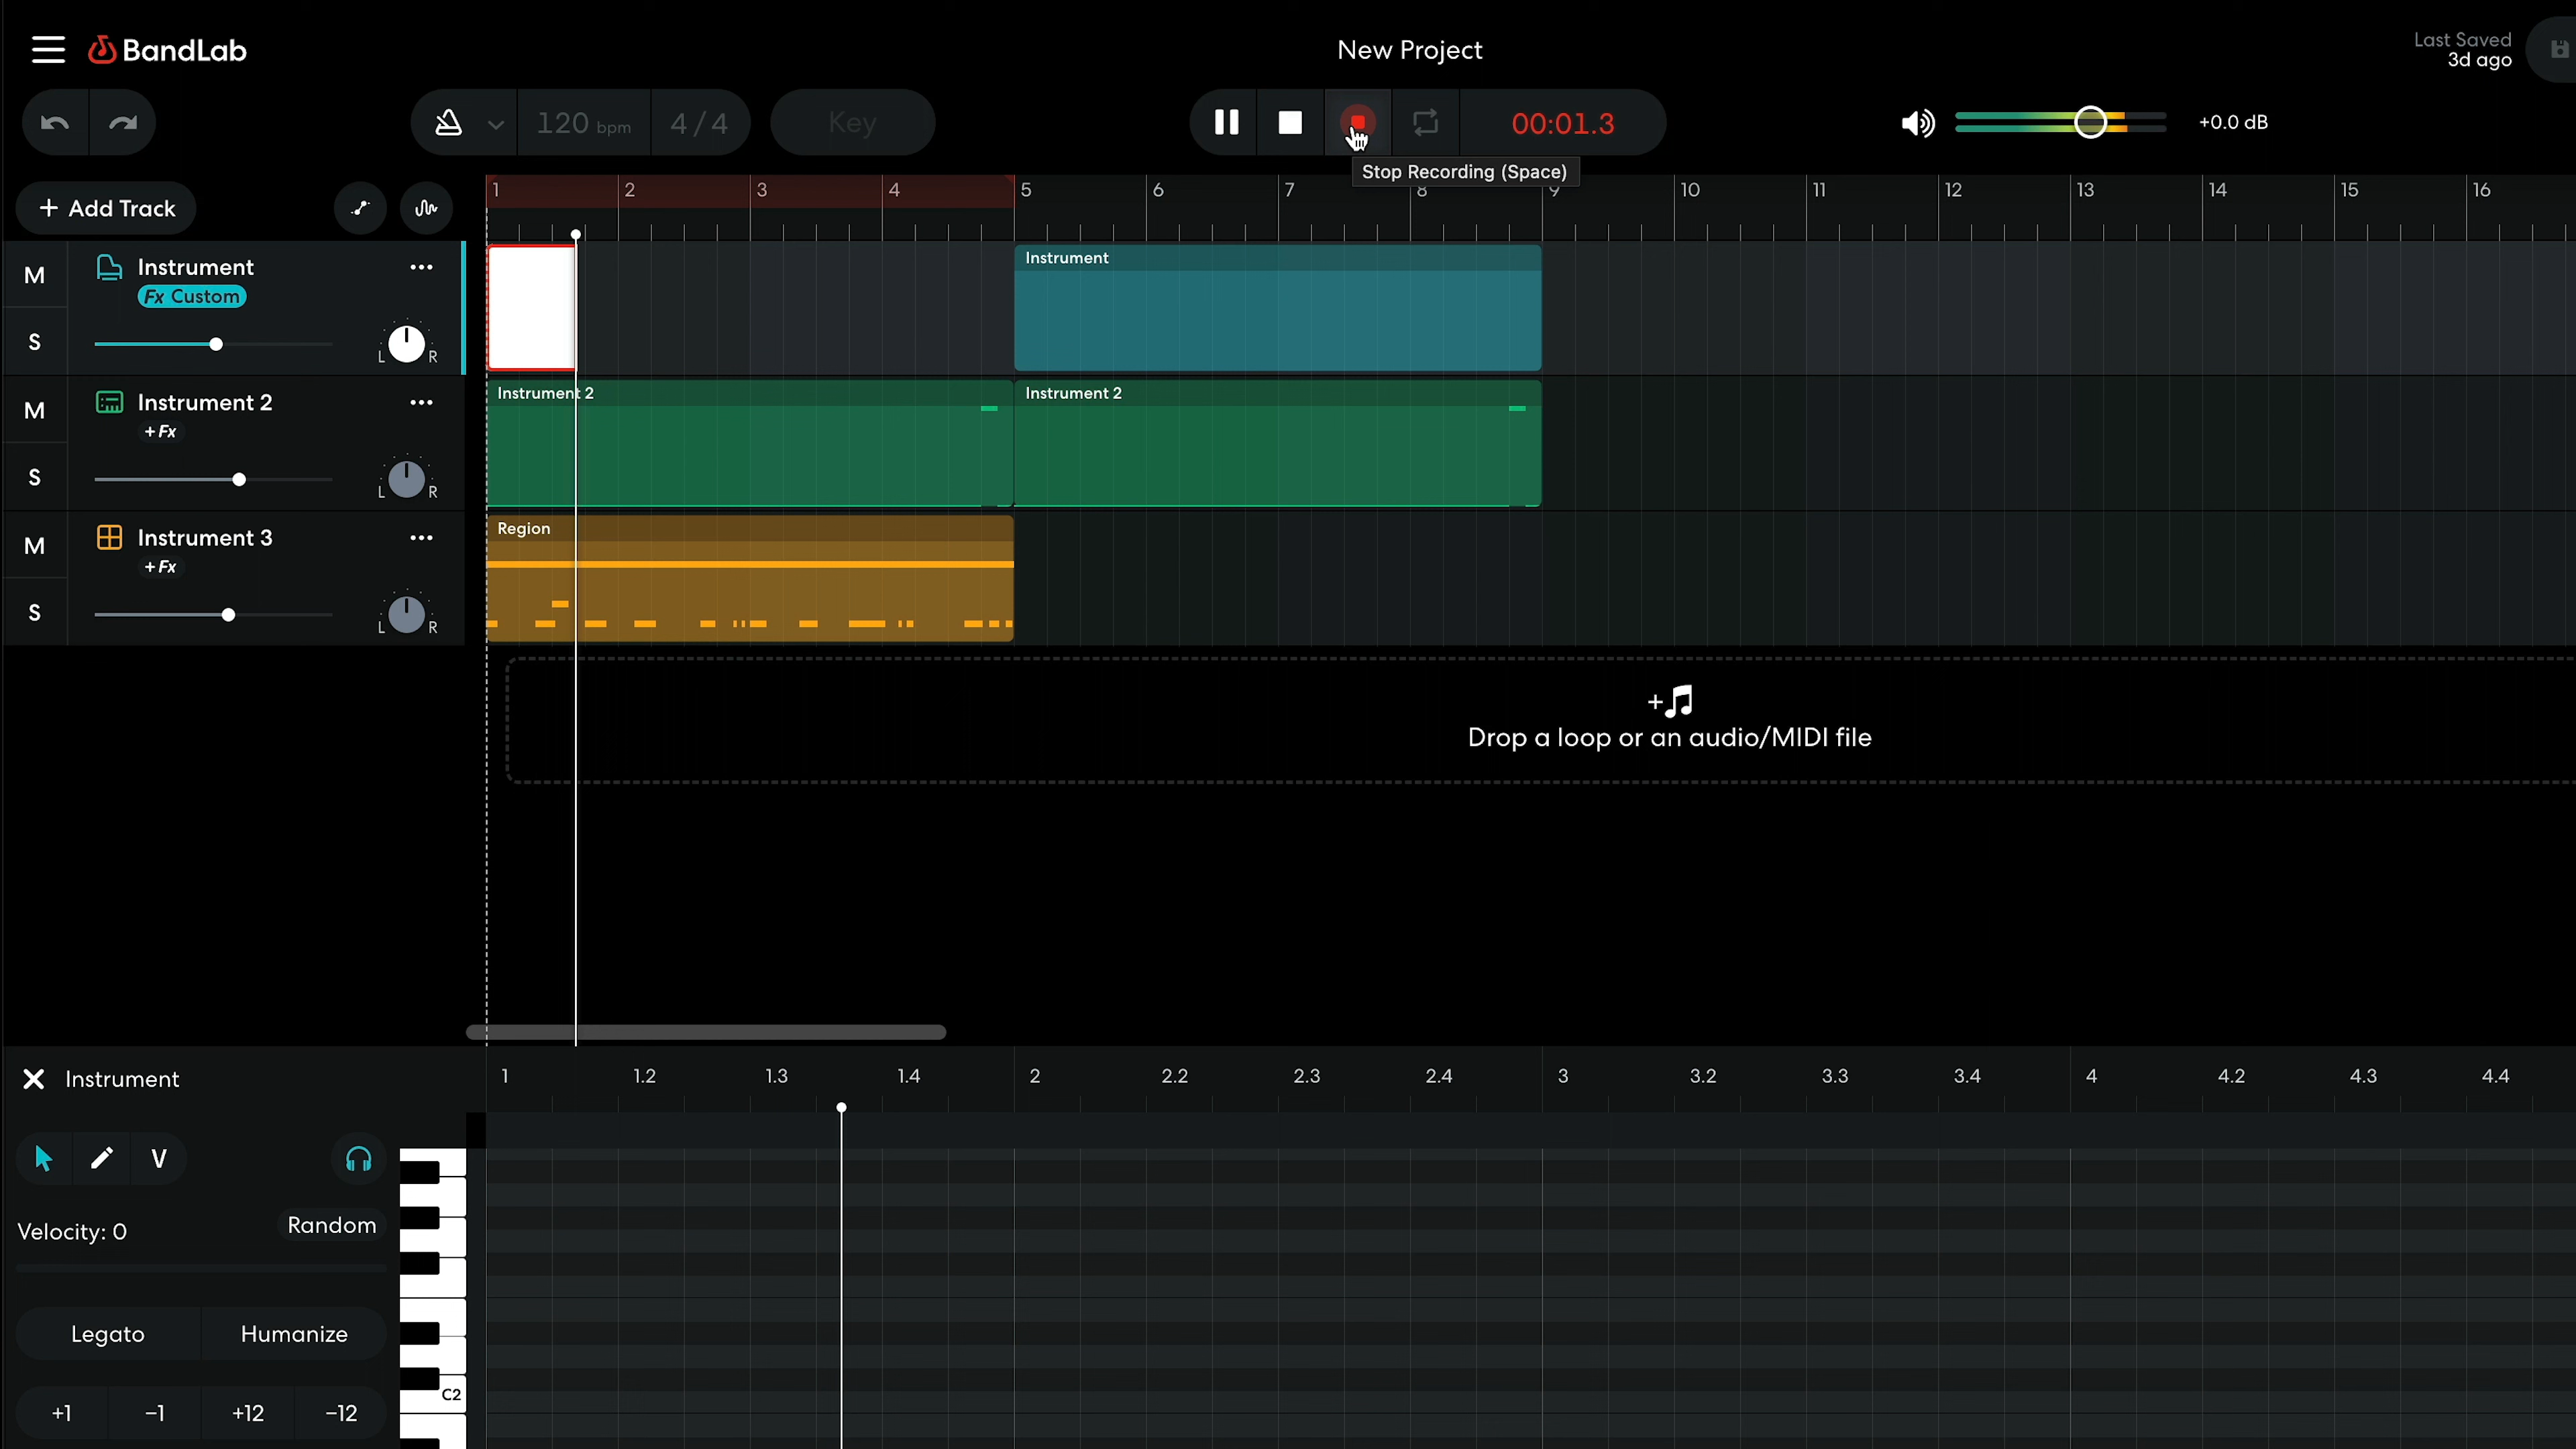 BandLab
New Project
Last Saved
3d ago
120 bpm
4/4
Key
00:01.3
+0.0 dB
Stop Recording (Space)
+ Add Track
1 2 3 4 5 6 7 8 9 10 11 12 13 14 15 16
M
Instrument
Fx Custom
S
L R
Instrument
M
Instrument 2
+Fx
S
L R
Instrument 2
Instrument 2
M
Instrument 3
+Fx
S
L R
Region
Drop a loop or an audio/MIDI file
Instrument
1 1.2 1.3 1.4 2 2.2 2.3 2.4 3 3.2 3.3 3.4 4 4.2 4.3 4.4
V
Velocity: 0
Random
Legato
Humanize
C2
+1
-1
+12
-12